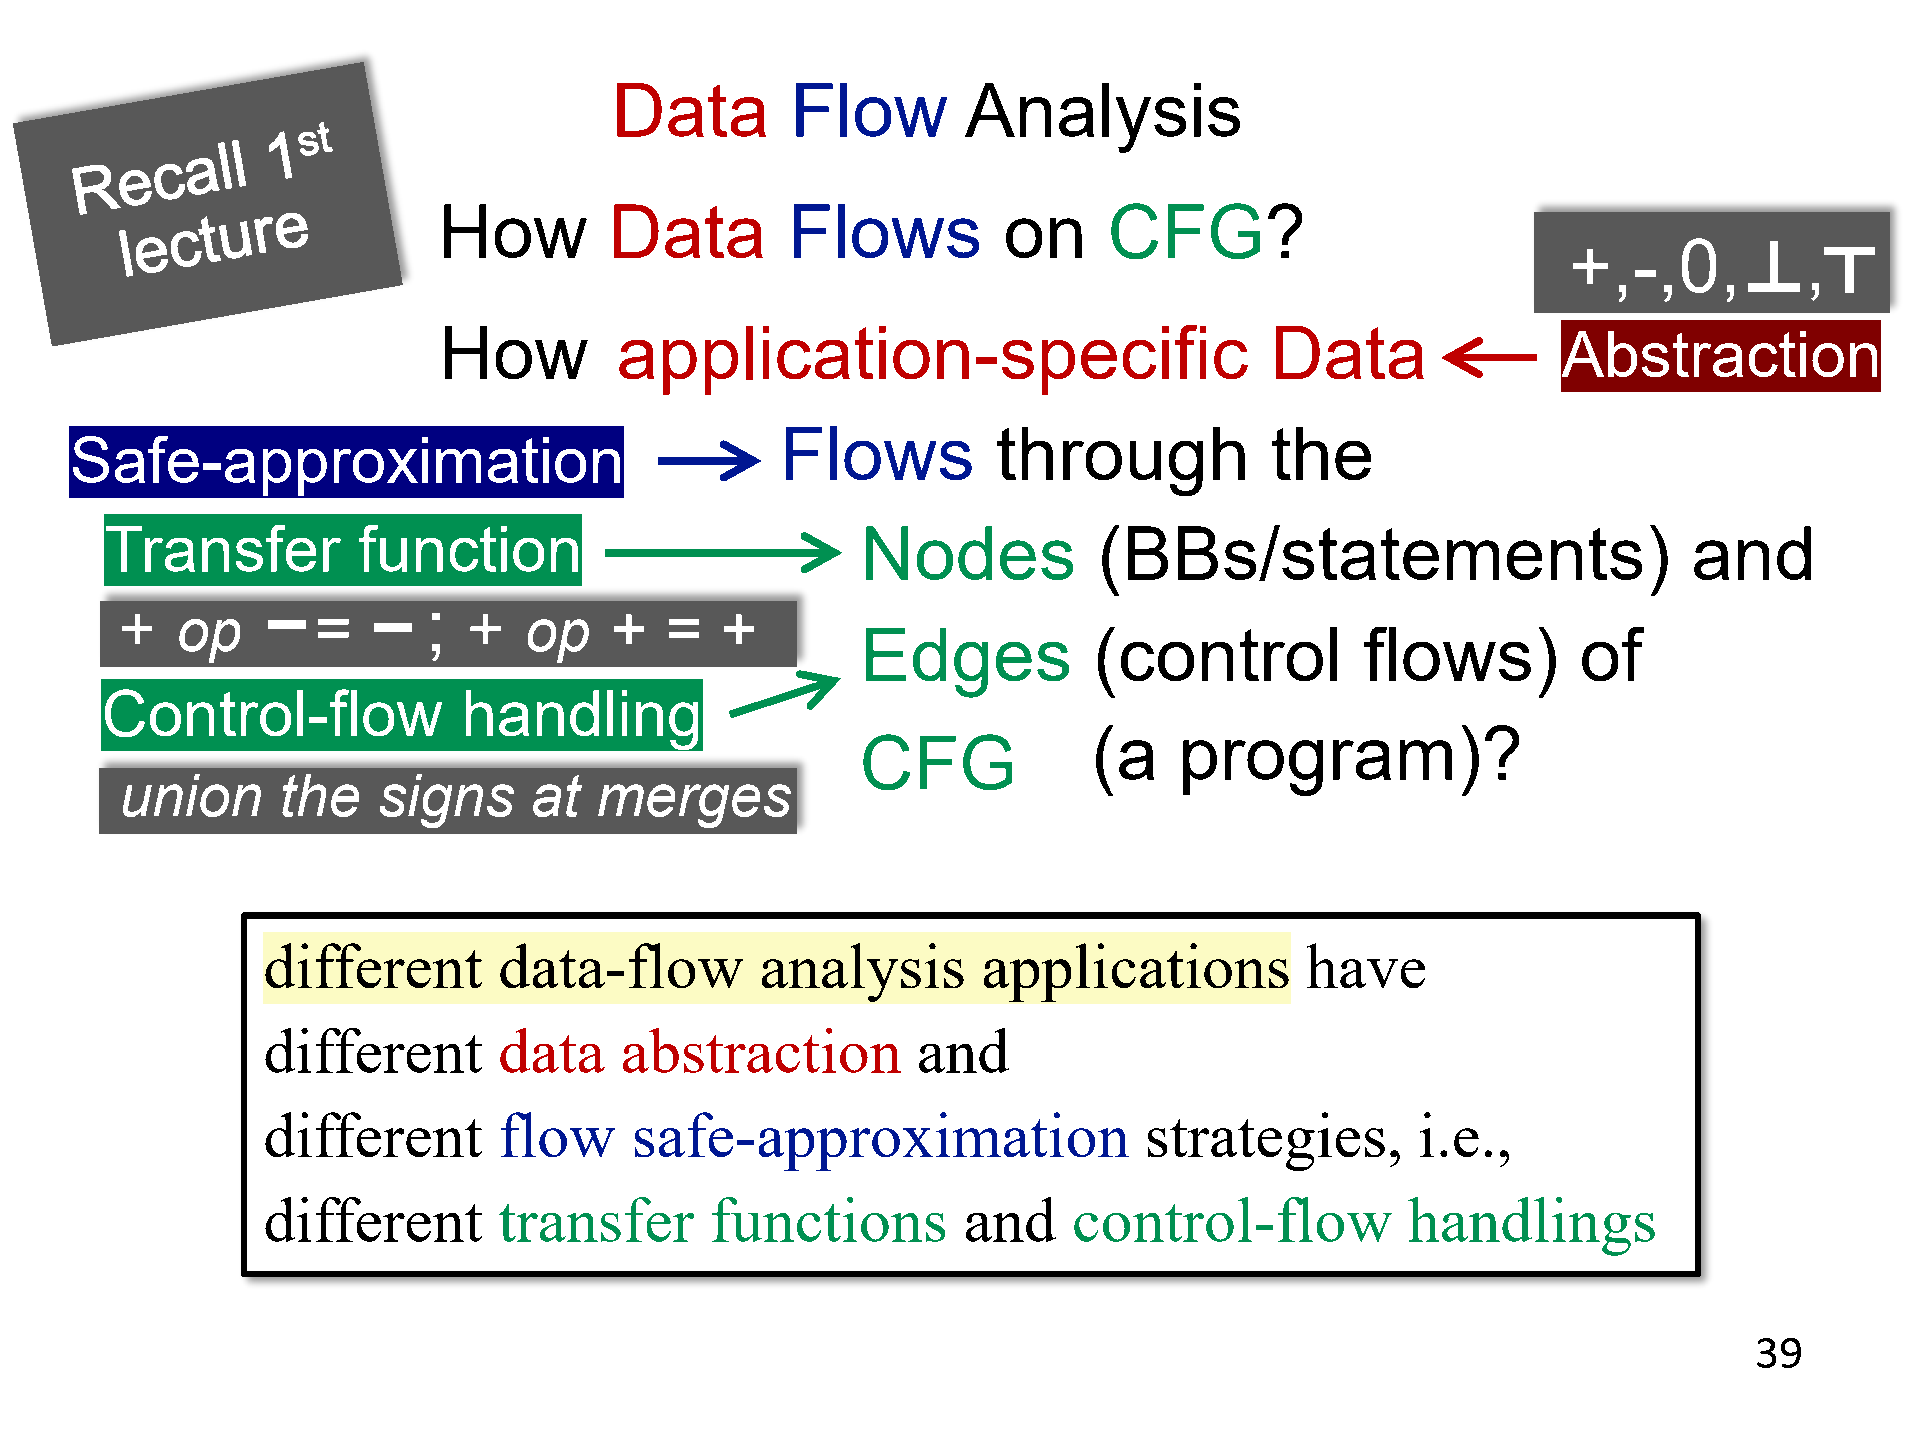 Recall 1st
lecture
Data Flow Analysis
How Data Flows on CFG?
+,-,0,⊥,⊤
How application-specific Data
Abstraction
Safe-approximation
Flows through the
Transfer function
Nodes (BBs/statements) and
+ op − = − ; + op + = +
Edges (control flows) of
Control-flow handling
CFG (a program)?
union the signs at merges
different data-flow analysis applications have
different data abstraction and
different flow safe-approximation strategies, i.e.,
different transfer functions and control-flow handlings
39